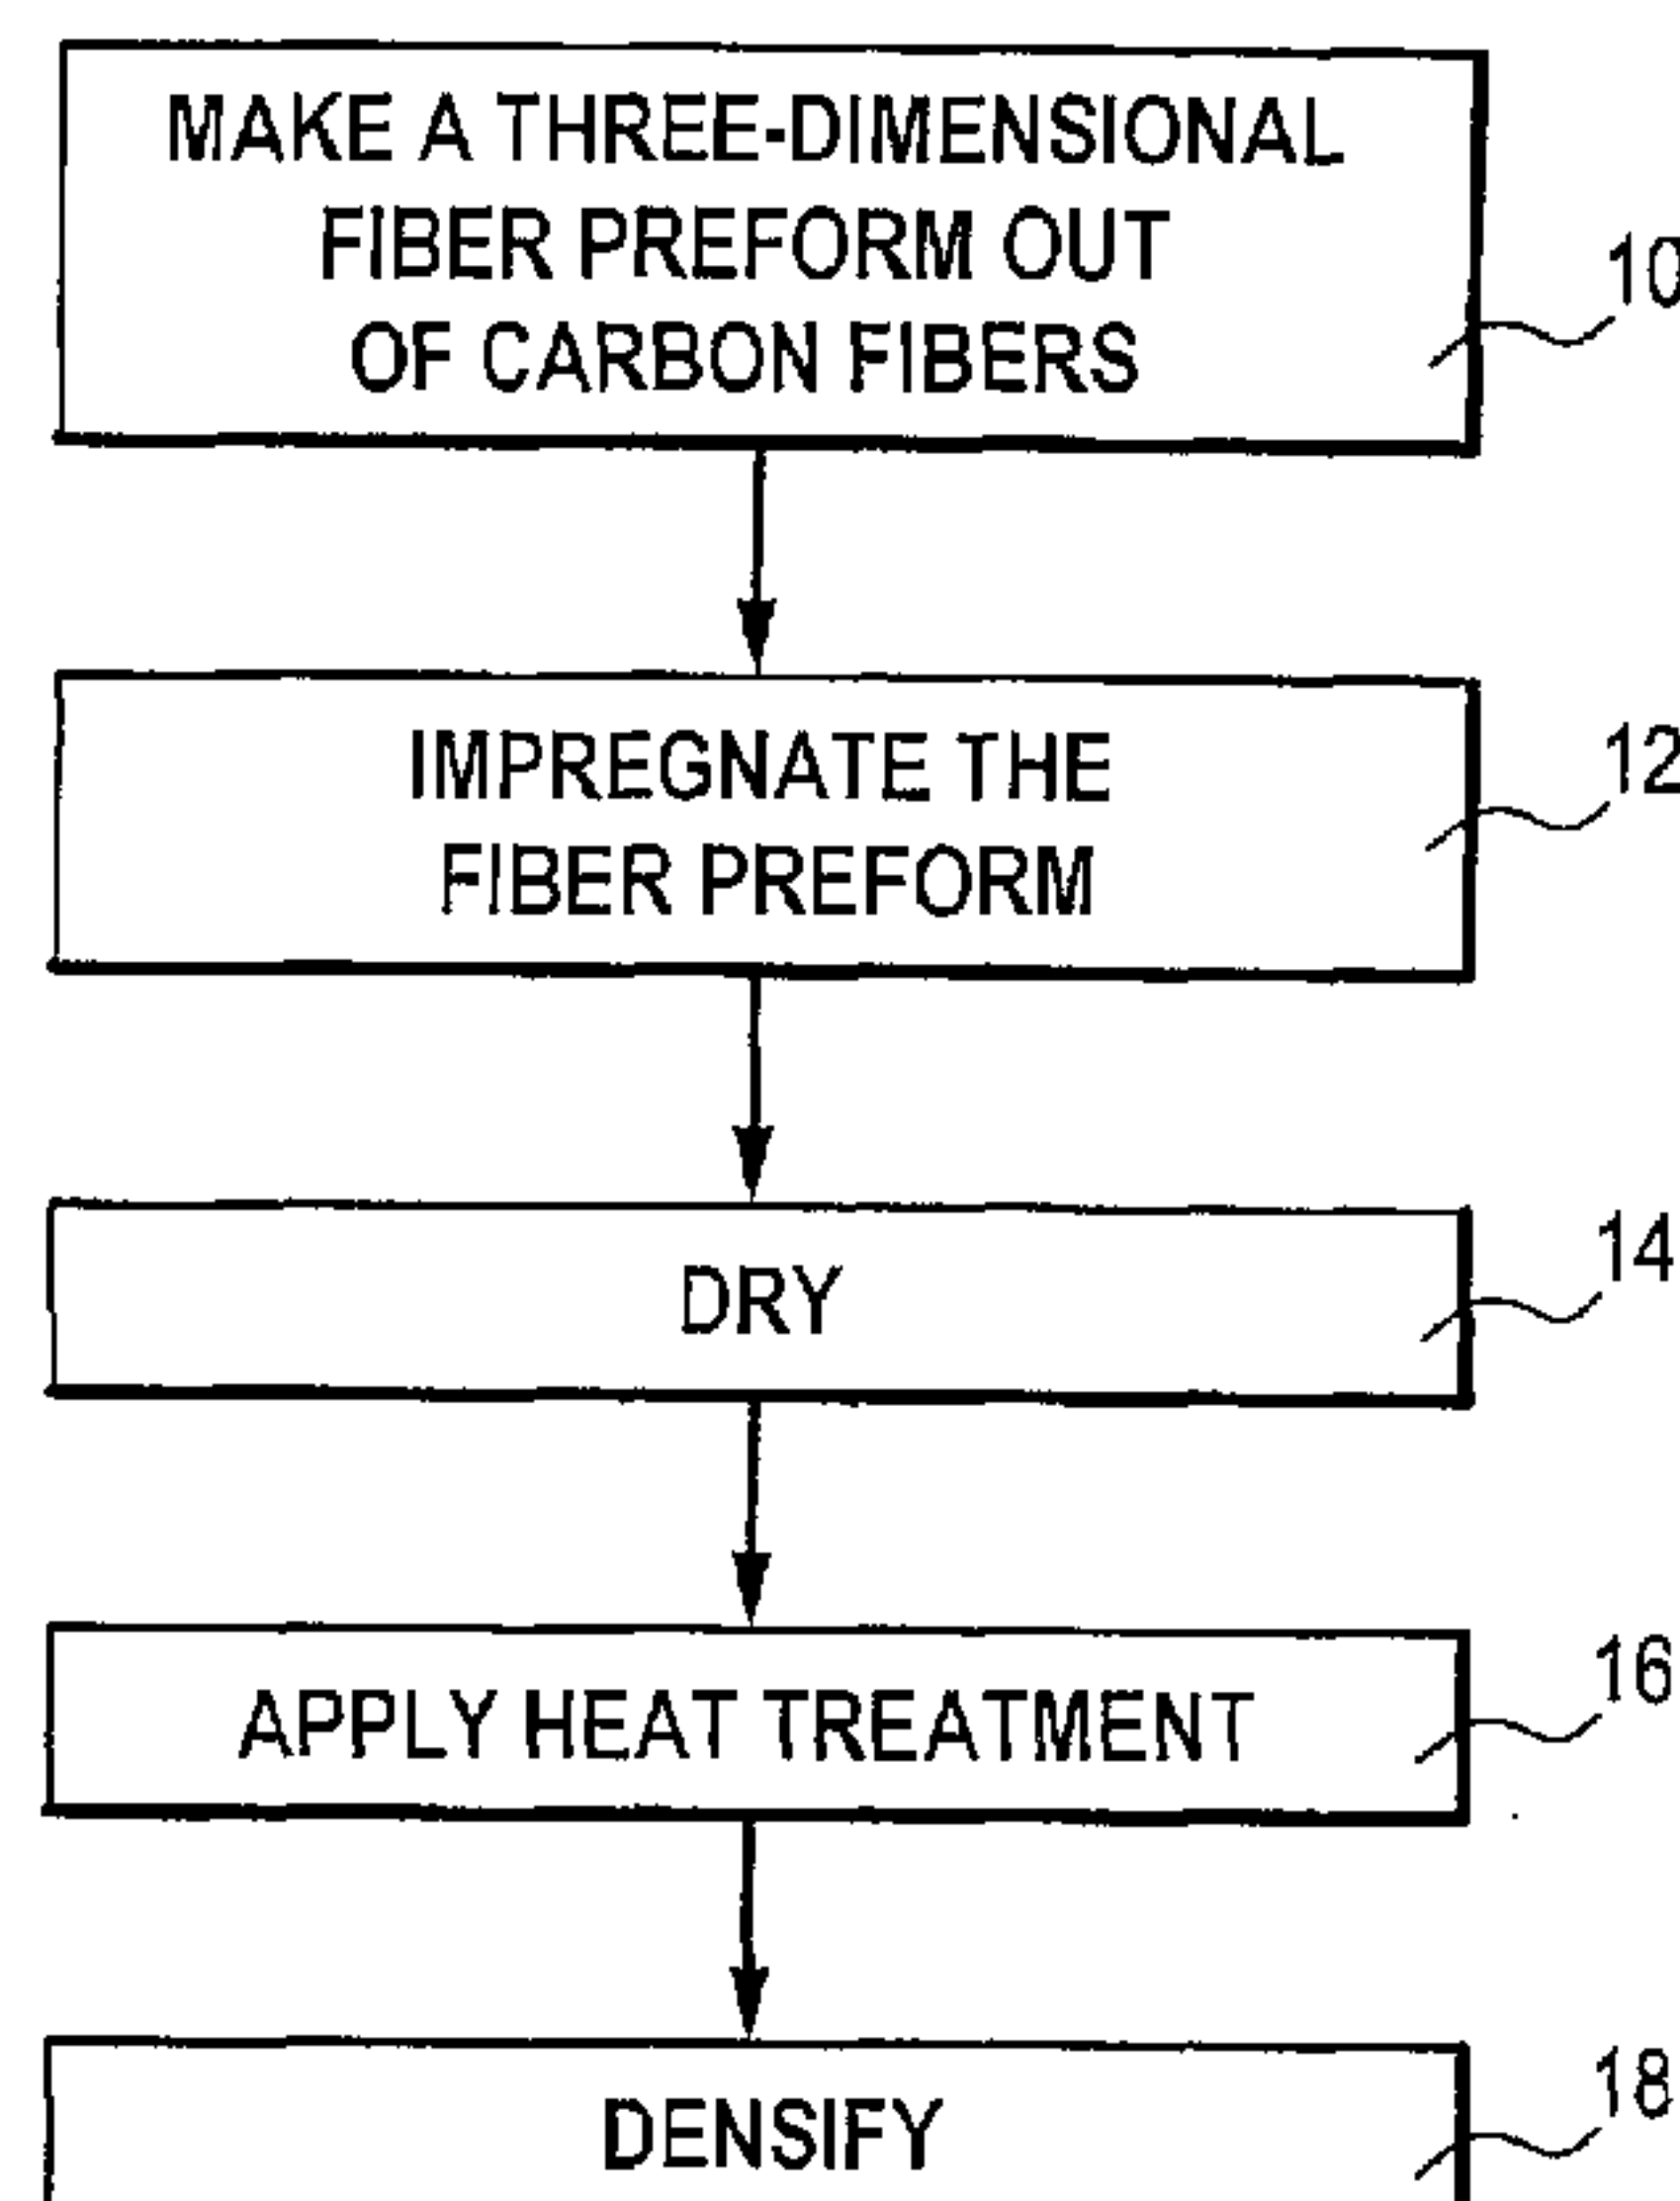 MAKE A THREE-DIMENSIONAL
FIBER PREFORM OUT
OF CARBON FIBERS
10
IMPREGNATE THE
FIBER PREFORM
12
DRY
14
APPLY HEAT TREATMENT
16
DENSIFY
18